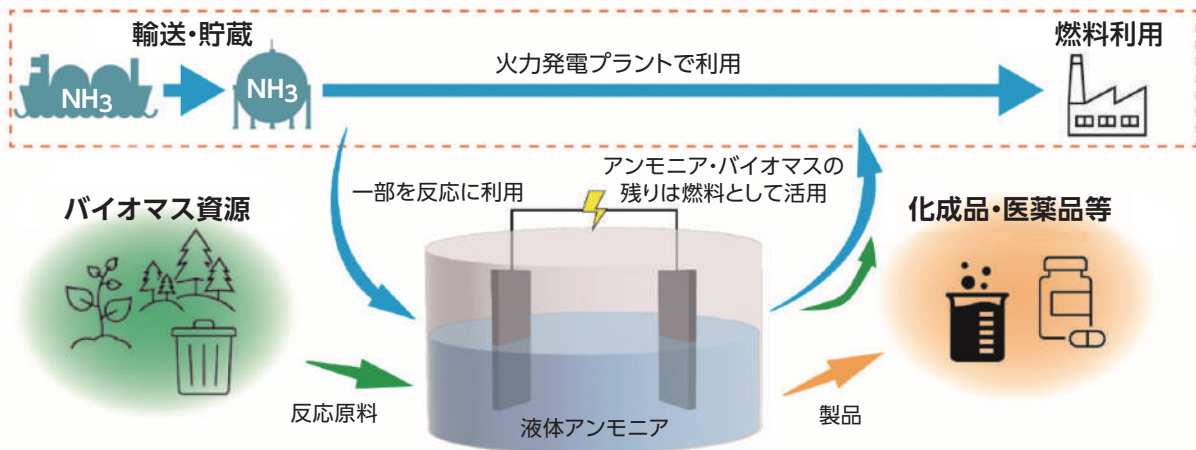 輸送・貯蔵
燃料利用
NH3
NH3
火力発電プラントで利用
一部を反応に利用
アンモニア・バイオマスの
残りは燃料として活用
バイオマス資源
化成品・医薬品等
反応原料
液体アンモニア
製品